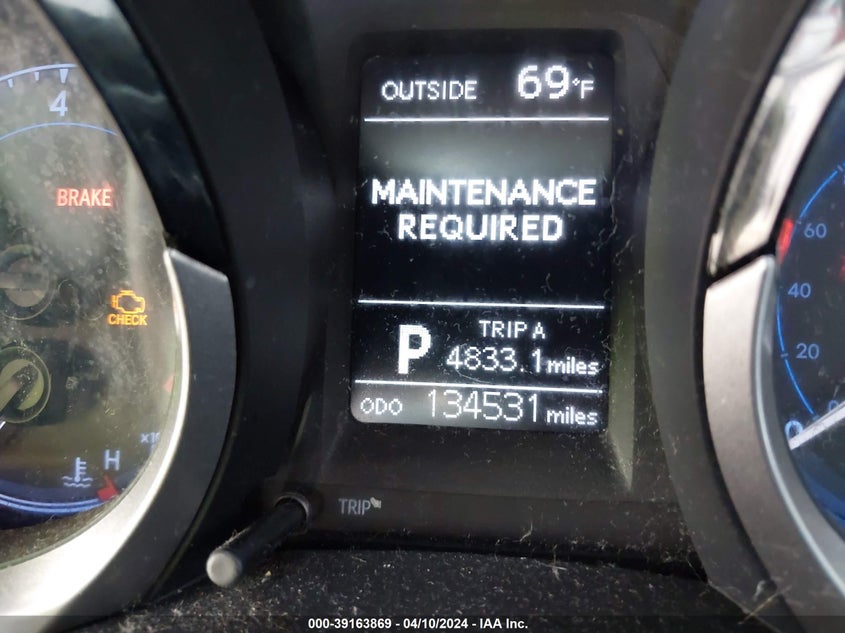 4
BRAKE
CHECK
H
OUTSIDE 69°F
MAINTENANCE
REQUIRED
P
TRIP A
4833.1 miles
ODO 134531 miles
TRIP
60
40
20
0
000-39163869 - 04/10/2024 - IAA Inc.